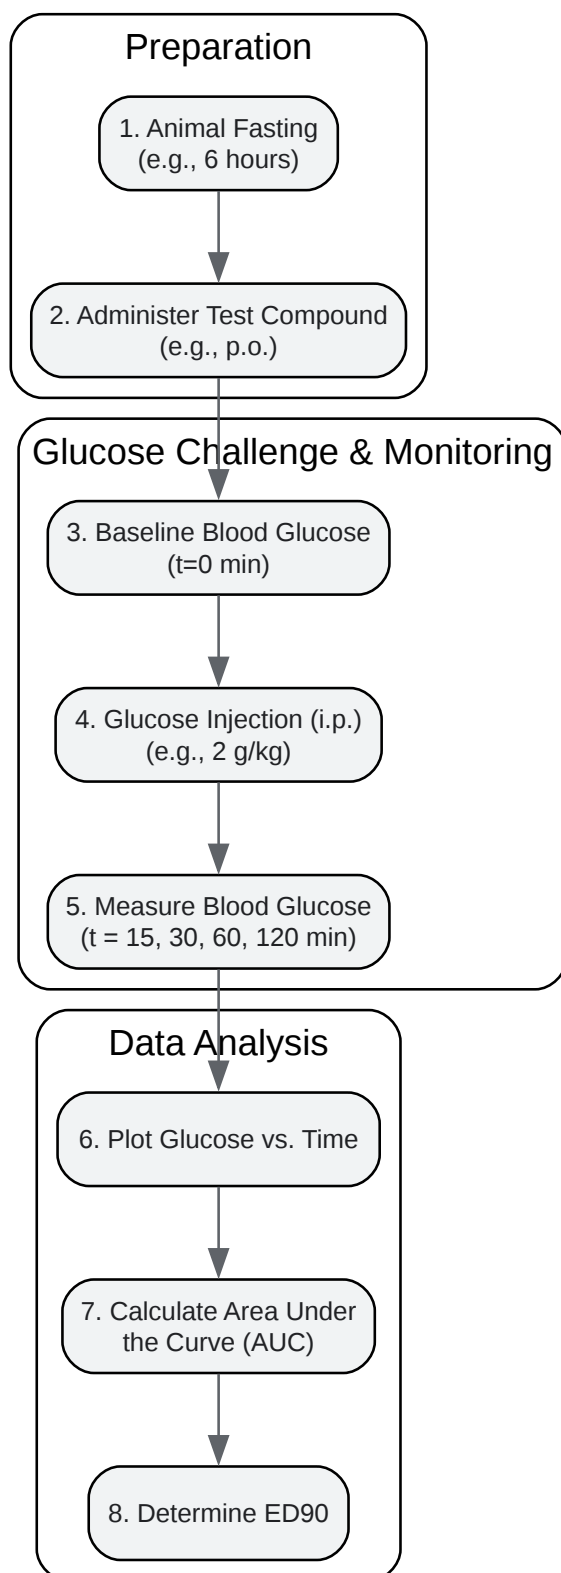 Preparation
1. Animal Fasting
(e.g., 6 hours)
2. Administer Test Compound
(e.g., p.o.)
Glucose Challenge & Monitoring
3. Baseline Blood Glucose
(t=0 min)
4. Glucose Injection (i.p.)
(e.g., 2 g/kg)
5. Measure Blood Glucose
(t = 15, 30, 60, 120 min)
Data Analysis
6. Plot Glucose vs. Time
7. Calculate Area Under
the Curve (AUC)
8. Determine ED90